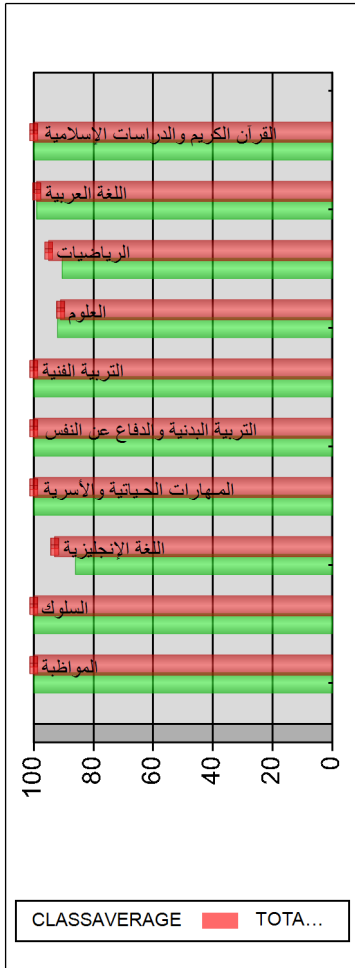 القرآن الكريم والدراسات الإسلامية
اللغة العربية
الرياضيات
العلوم
التربية الفنية
التربية البدنية والدفاع عن النفس
المهارات الحياتية والأسرية
اللغة الإنجليزية
السلوك
المواظبة
100 80 60 40 20 0
CLASSAVERAGE TOTA...